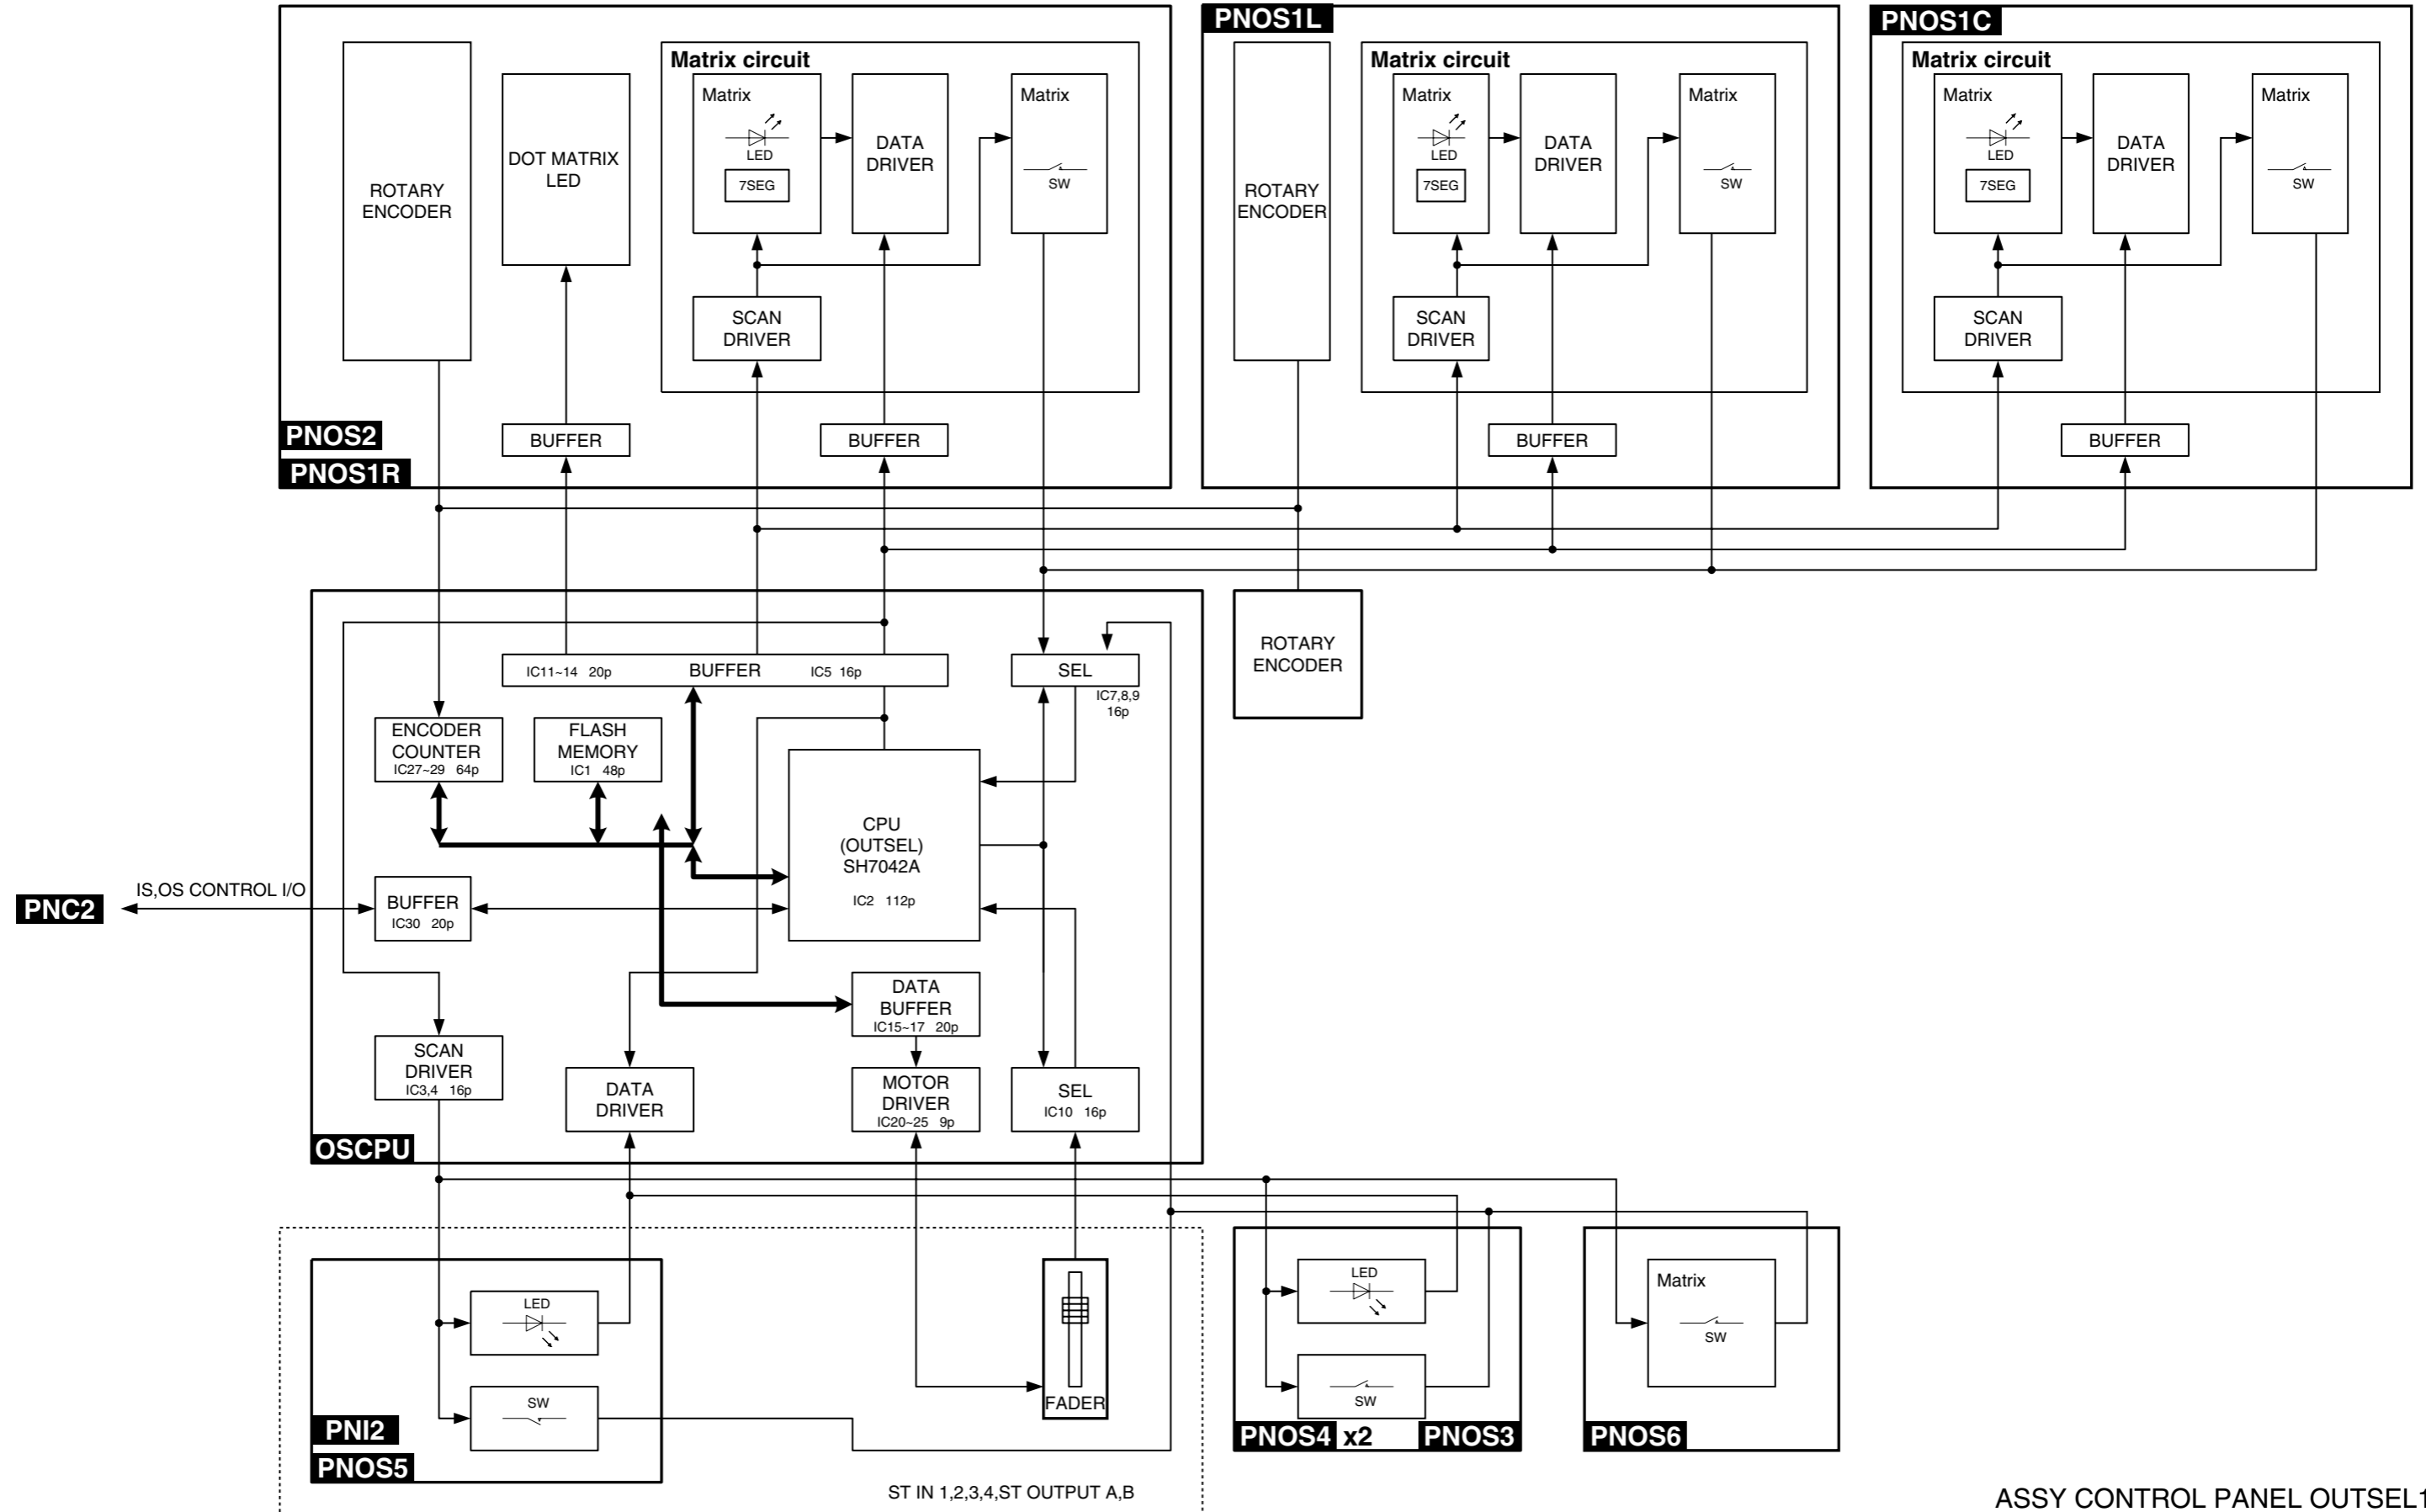 PNOS1L
PNOS1C
Matrix circuit
Matrix
LED
7SEG
DATA
DRIVER
Matrix
SW
ROTARY
ENCODER
DOT MATRIX
LED
SCAN
DRIVER
BUFFER
BUFFER
PNOS2
PNOS1R
Matrix circuit
Matrix
LED
7SEG
DATA
DRIVER
Matrix
SW
ROTARY
ENCODER
SCAN
DRIVER
BUFFER
Matrix circuit
Matrix
LED
7SEG
DATA
DRIVER
Matrix
SW
SCAN
DRIVER
BUFFER
ROTARY
ENCODER
IC11~14 20p BUFFER IC5 16p
SEL
IC7,8,9
16p
ENCODER
COUNTER
IC27~29 64p
FLASH
MEMORY
IC1 48p
CPU
(OUTSEL)
SH7042A
IC2 112p
PNC2
IS,OS CONTROL I/O
BUFFER
IC30 20p
DATA
BUFFER
IC15~17 20p
SCAN
DRIVER
IC3,4 16p
DATA
DRIVER
MOTOR
DRIVER
IC20~25 9p
SEL
IC10 16p
OSCPU
LED
SW
PNI2
PNOS5
FADER
ST IN 1,2,3,4,ST OUTPUT A,B
LED
SW
PNOS4 x2 PNOS3
Matrix
SW
PNOS6
ASSY CONTROL PANEL OUTSEL1